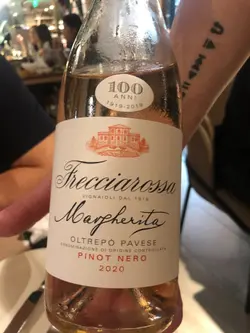 100
ANNI
1919-2019
Frecciarossa
VIGNAIOLI DAL 1919
Margherita
OLTREPÒ PAVESE
DENOMINAZIONE DI ORIGINE CONTROLLATA
PINOT NERO
2020